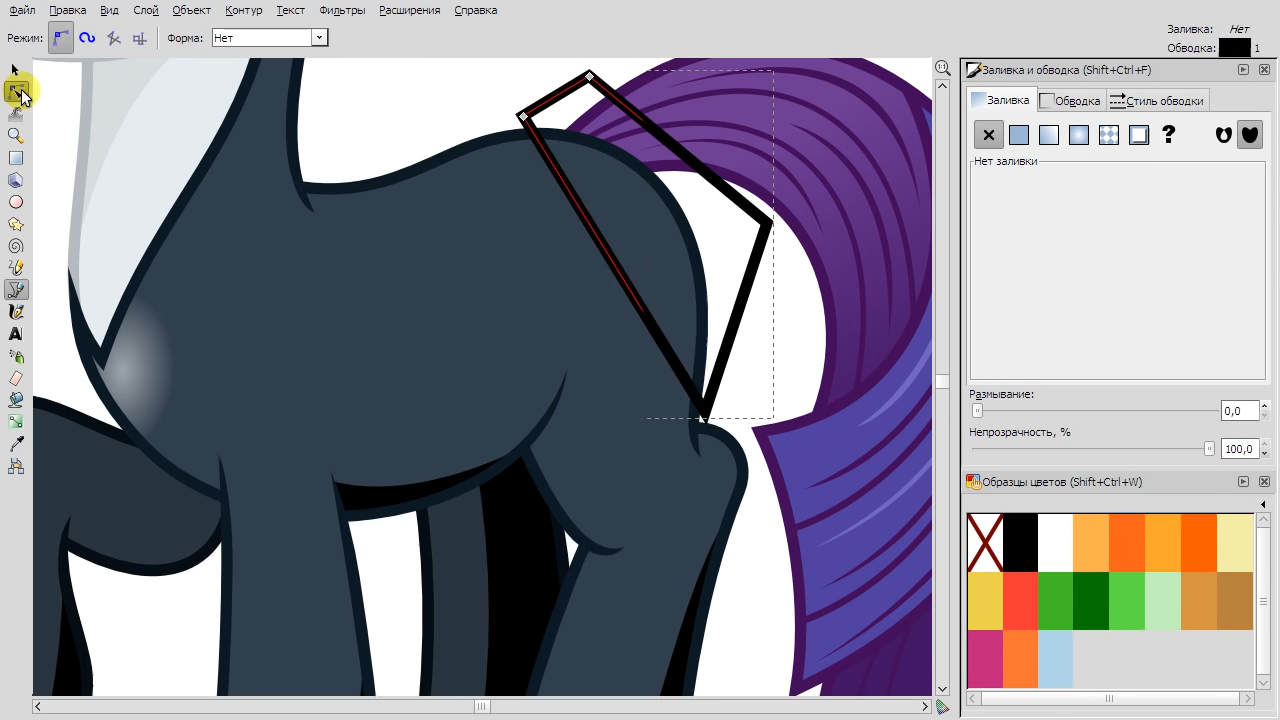 Файл Правка Вид Слой Объект Контур Текст Фильтры Расширения Справка
Режим: Форма: Нет
Заливка: Нет
Обводка: 1
Заливка и обводка (Shift+Ctrl+F)
Заливка Обводка Стиль обводки
?
Нет заливки
Размывание:
0,0
Непрозрачность, %
100,0
Образцы цветов (Shift+Ctrl+W)
A